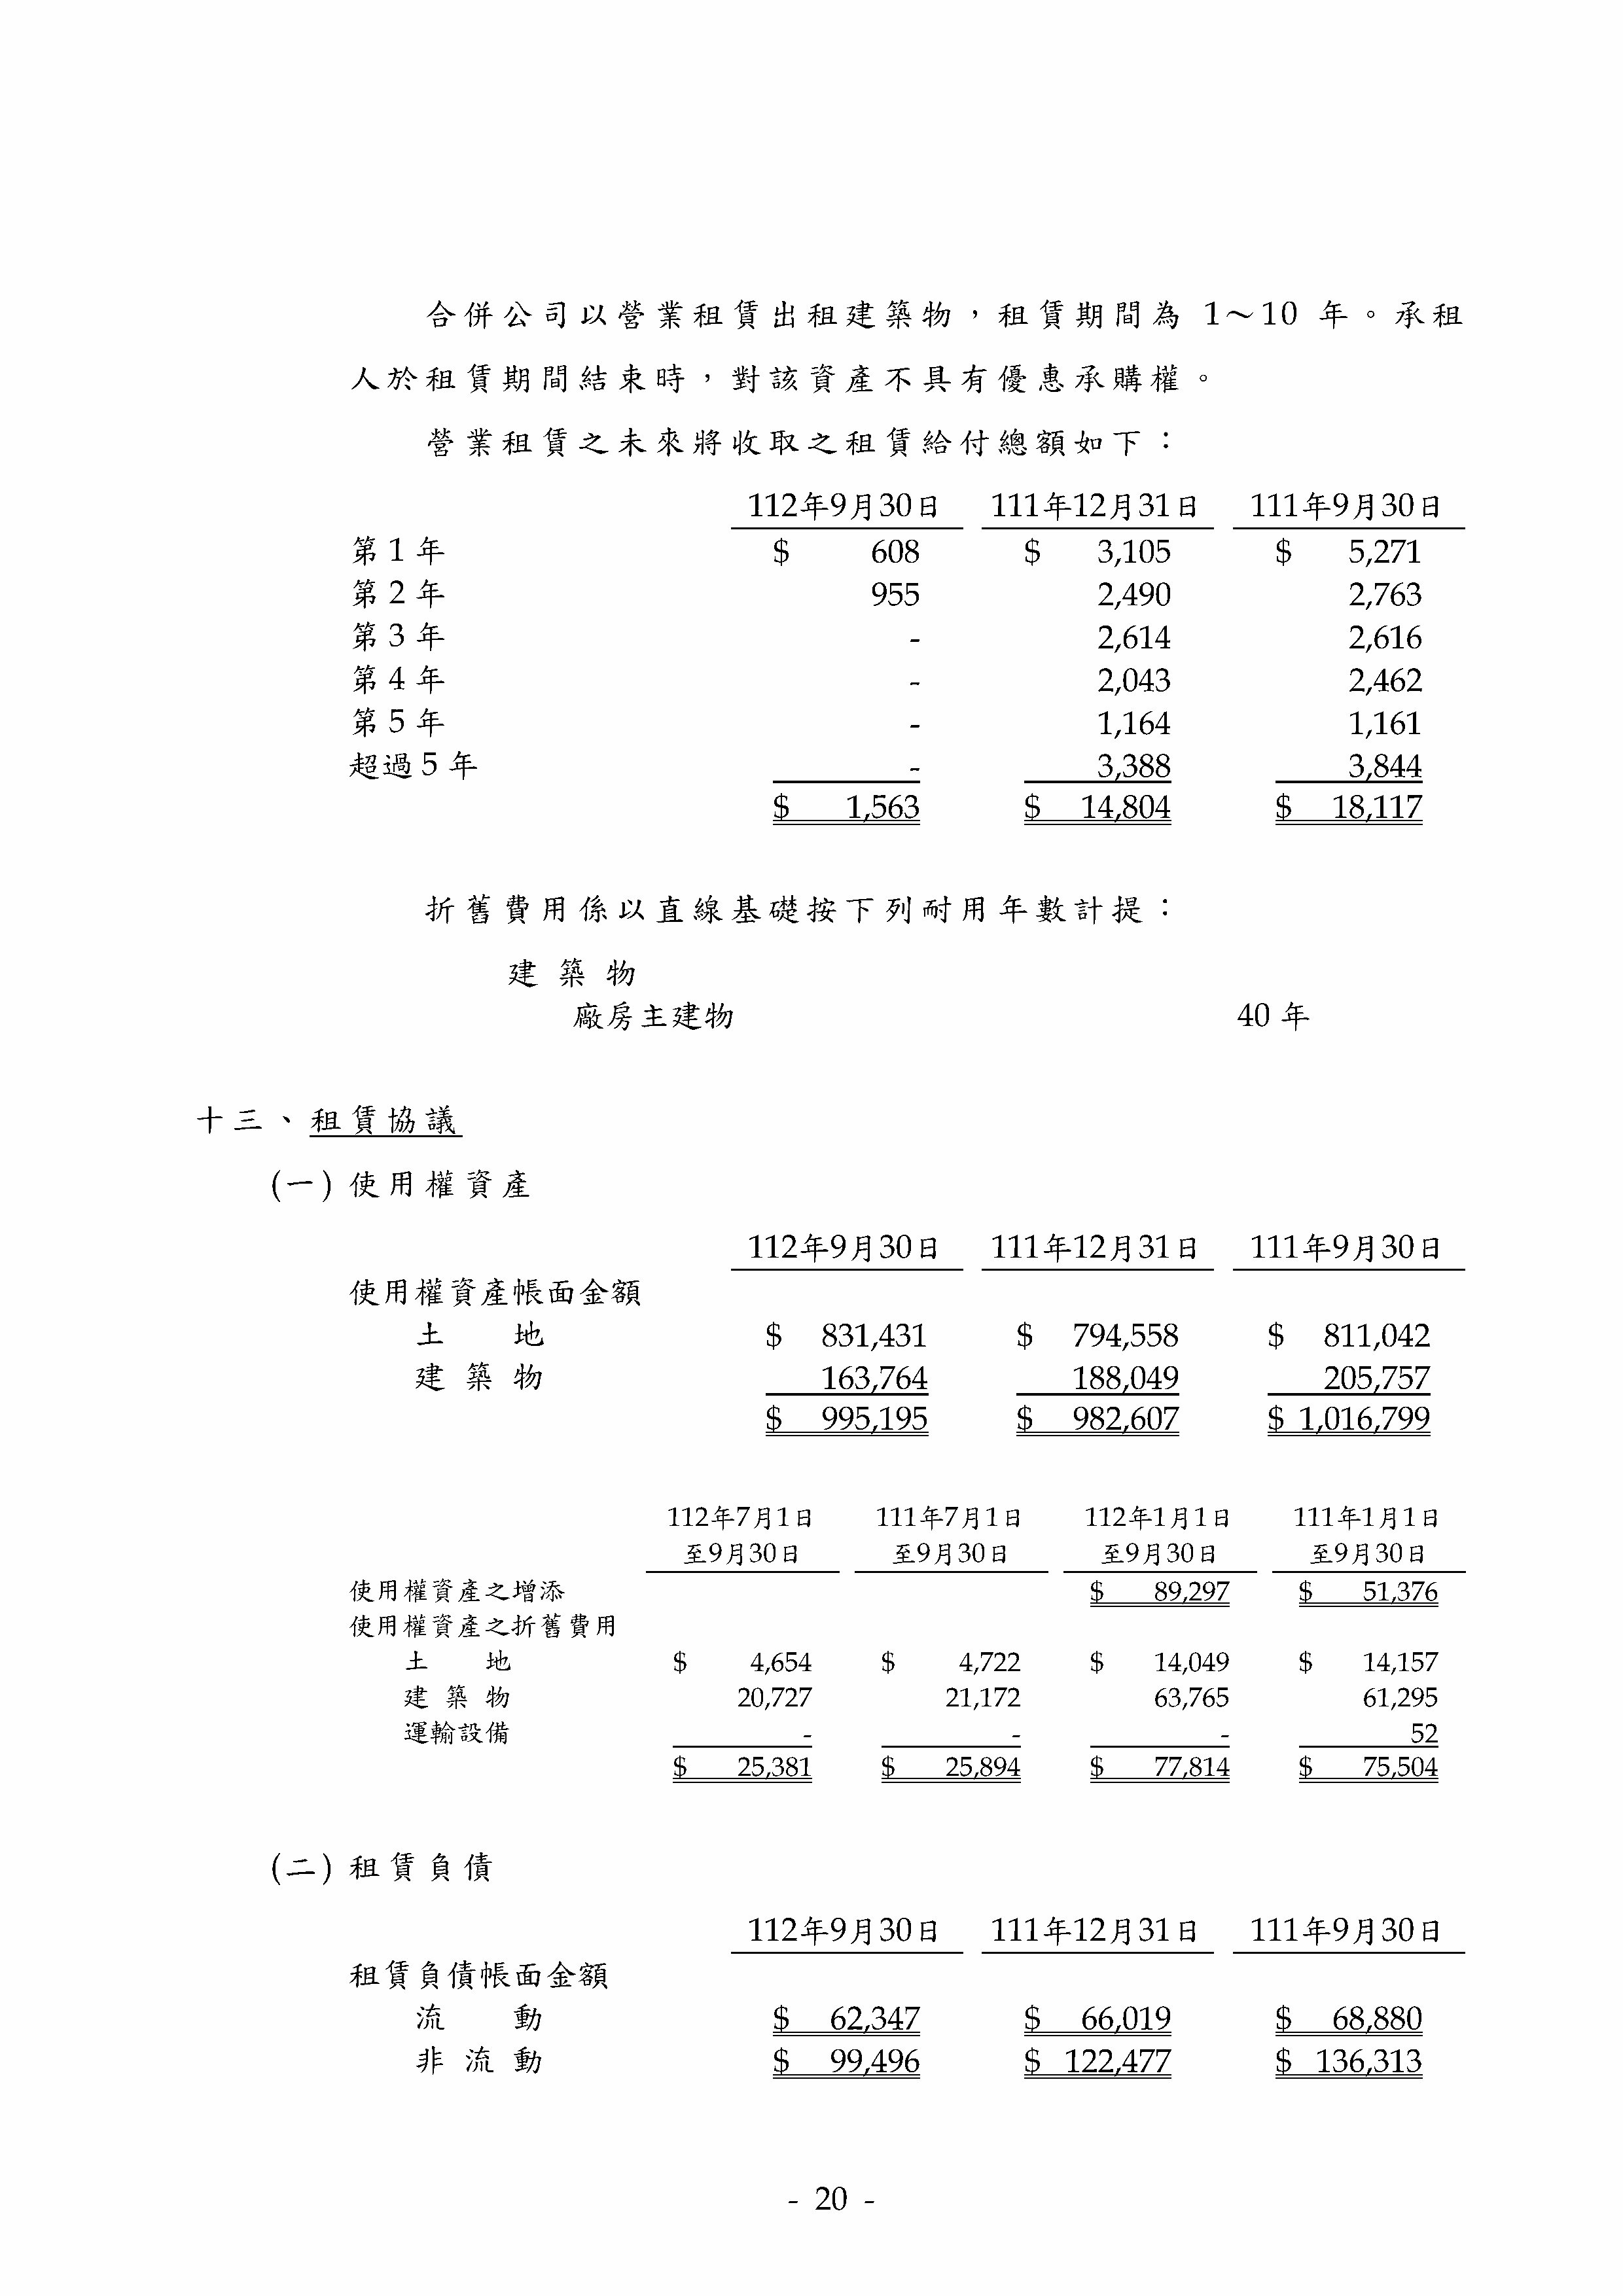 合併公司以營業租賃出租建築物，租賃期間為 1～10 年。承租
人於租賃期間結束時，對該資產不具有優惠承購權。
營業租賃之未來將收取之租賃給付總額如下：
112年9月30日 111年12月31日 111年9月30日
第 1 年 $ 608 $ 3,105 $ 5,271
第 2 年 955 2,490 2,763
第 3 年 - 2,614 2,616
第 4 年 - 2,043 2,462
第 5 年 - 1,164 1,161
超過 5 年 - 3,388 3,844
$ 1,563 $ 14,804 $ 18,117
折舊費用係以直線基礎按下列耐用年數計提：
建 築 物
廠房主建物 40 年
十三、租賃協議
(一) 使用權資產
112年9月30日 111年12月31日 111年9月30日
使用權資產帳面金額
土 地 $ 831,431 $ 794,558 $ 811,042
建 築 物 163,764 188,049 205,757
$ 995,195 $ 982,607 $ 1,016,799
112年7月1日 111年7月1日 112年1月1日 111年1月1日
至9月30日 至9月30日 至9月30日 至9月30日
使用權資產之增添 $ 89,297 $ 51,376
使用權資產之折舊費用
土 地 $ 4,654 $ 4,722 $ 14,049 $ 14,157
建 築 物 20,727 21,172 63,765 61,295
運輸設備 - - - 52
$ 25,381 $ 25,894 $ 77,814 $ 75,504
(二) 租賃負債
112年9月30日 111年12月31日 111年9月30日
租賃負債帳面金額
流 動 $ 62,347 $ 66,019 $ 68,880
非 流 動 $ 99,496 $ 122,477 $ 136,313
- 20 -